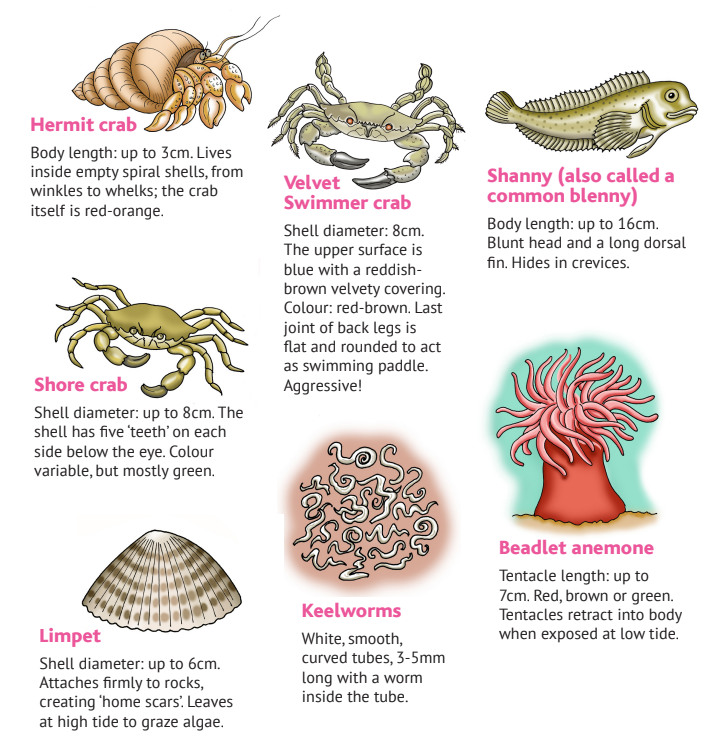 Hermit crab
Body length: up to 3cm. Lives
inside empty spiral shells, from
winkles to whelks; the crab
itself is red-orange.
Velvet
Swimmer crab
Shell diameter: 8cm.
The upper surface is
blue with a reddish-
brown velvety covering.
Colour: red-brown. Last
joint of back legs is
flat and rounded to act
as swimming paddle.
Aggressive!
Shanny (also called a
common blenny)
Body length: up to 16cm.
Blunt head and a long dorsal
fin. Hides in crevices.
Shore crab
Shell diameter: up to 8cm. The
shell has five ‘teeth’ on each
side below the eye. Colour
variable, but mostly green.
Limpet
Shell diameter: up to 6cm.
Attaches firmly to rocks,
creating ‘home scars’. Leaves
at high tide to graze algae.
Keelworms
White, smooth,
curved tubes, 3-5mm
long with a worm
inside the tube.
Beadlet anemone
Tentacle length: up to
7cm. Red, brown or green.
Tentacles retract into body
when exposed at low tide.